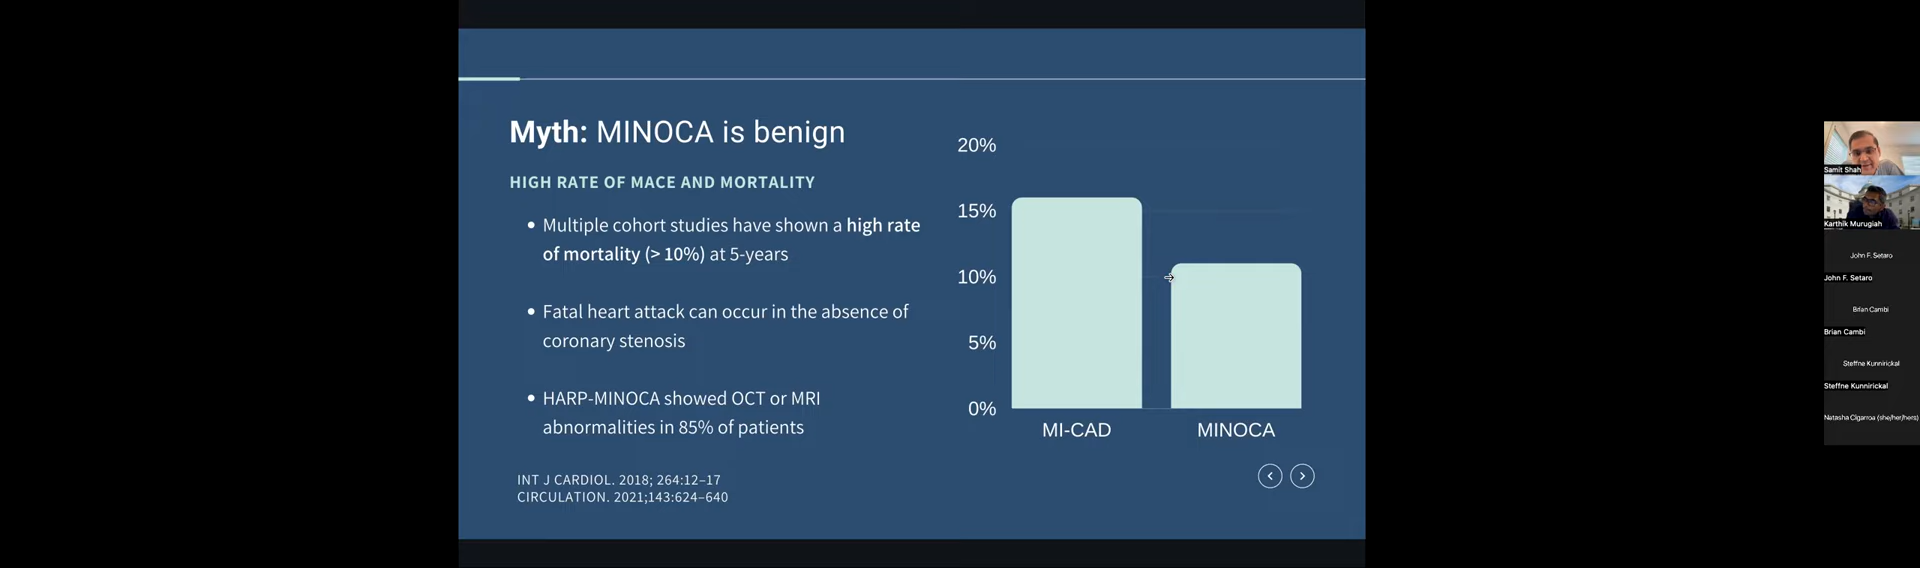 Myth: MINOCA is benign
HIGH RATE OF MACE AND MORTALITY
• Multiple cohort studies have shown a high rate
of mortality (> 10%) at 5-years
• Fatal heart attack can occur in the absence of
coronary stenosis
• HARP-MINOCA showed OCT or MRI
abnormalities in 85% of patients
INT J CARDIOL. 2018; 264:12–17
CIRCULATION. 2021;143:624–640
20%
15%
10%
5%
0%
MI-CAD
MINOCA
Samit Shah
Karthik Murugiah
John F. Setaro
John F. Setaro
Brian Cambi
Brian Cambi
Steffne Kunnirickal
Steffne Kunnirickal
Natasha Cigarroa (she/her/hers)